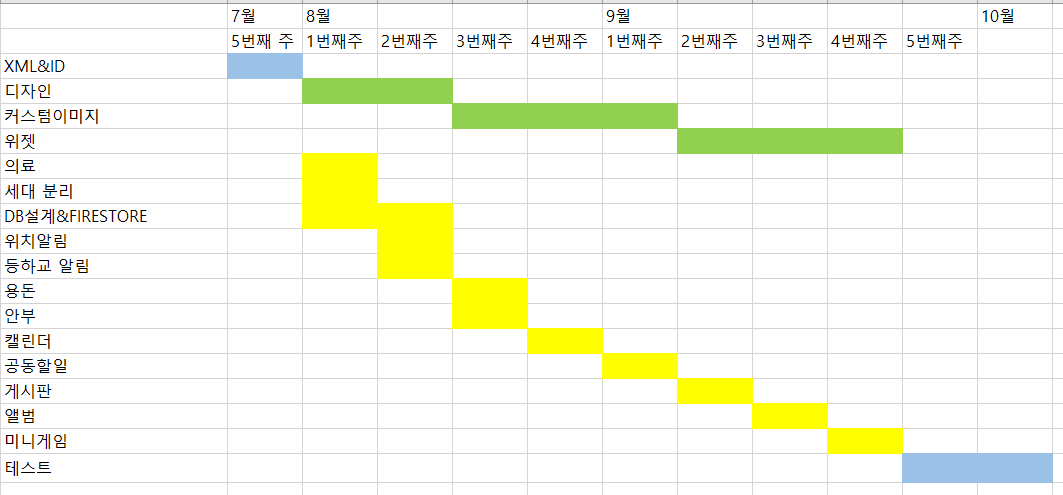 7월 8월 9월 10월
5번째 주 1번째주 2번째주 3번째주 4번째주 1번째주 2번째주 3번째주 4번째주 5번째주
XML&ID
디자인
커스텀이미지
위젯
의료
세대 분리
DB설계&FIRESTORE
위치알림
등하교 알림
용돈
안부
캘린더
공동할일
게시판
앨범
미니게임
테스트